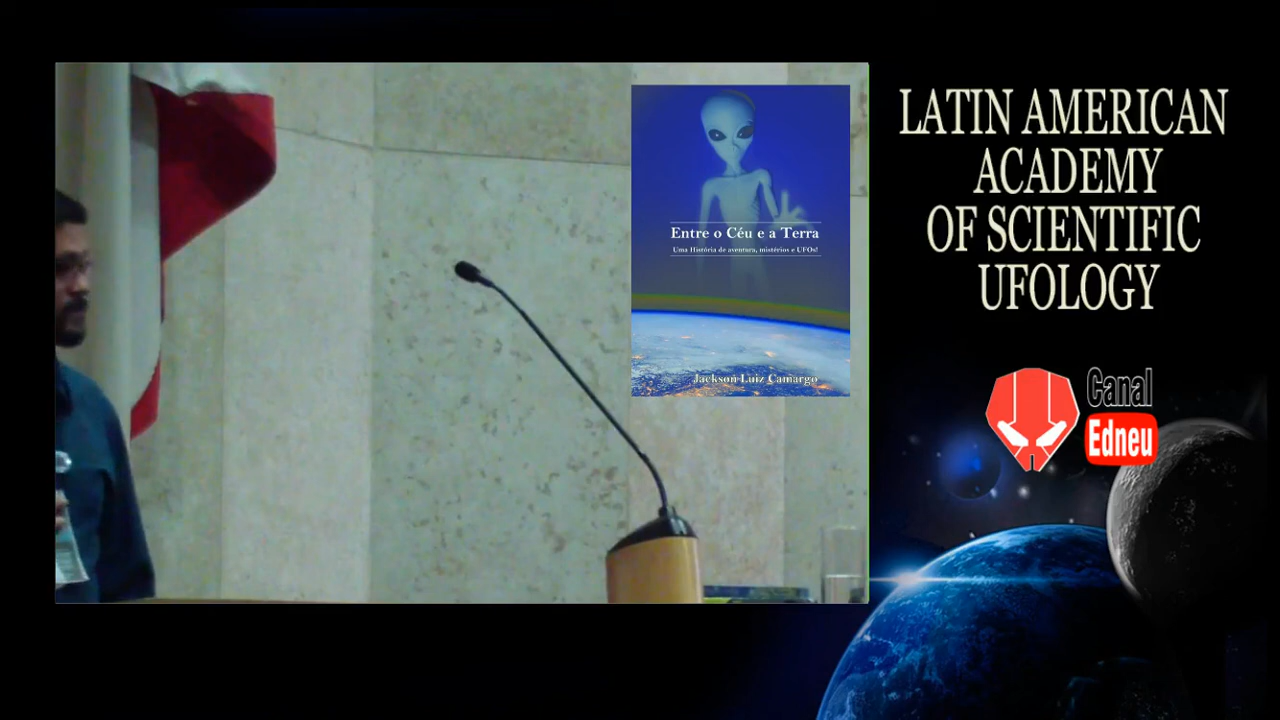 Entre o Céu e a Terra
Uma História de aventura, mistérios e UFOs!
Jackson Luiz Camargo
LATIN AMERICAN
ACADEMY
OF SCIENTIFIC
UFOLOGY
Canal
Edneu